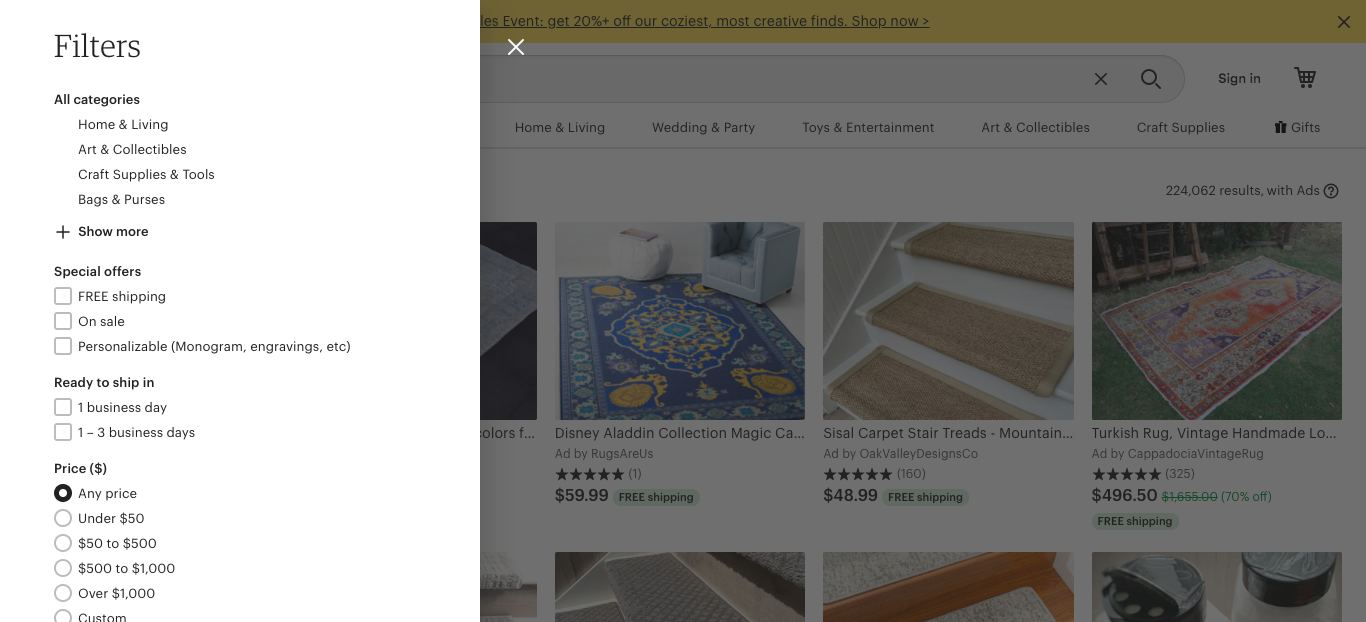 Filters
All categories
Home & Living
Art & Collectibles
Craft Supplies & Tools
Bags & Purses
Show more
Special offers
FREE shipping
On sale
Personalizable (Monogram, engravings, etc)
Ready to ship in
1 business day
1 – 3 business days
Price ($)
Any price
Under $50
$50 to $500
$500 to $1,000
Over $1,000
Custom
les Event: get 20%+ off our coziest, most creative finds. Shop now >
Sign in
Home & Living Wedding & Party Toys & Entertainment Art & Collectibles Craft Supplies Gifts
224,062 results, with Ads ?
colors f...
Disney Aladdin Collection Magic Ca...
Ad by RugsAreUs
(1)
$59.99 FREE shipping
Sisal Carpet Stair Treads - Mountain...
Ad by OakValleyDesignsCo
(160)
$48.99 FREE shipping
Turkish Rug, Vintage Handmade Lo...
Ad by CappadociaVintageRug
(325)
$496.50 $1,655.00 (70% off)
FREE shipping